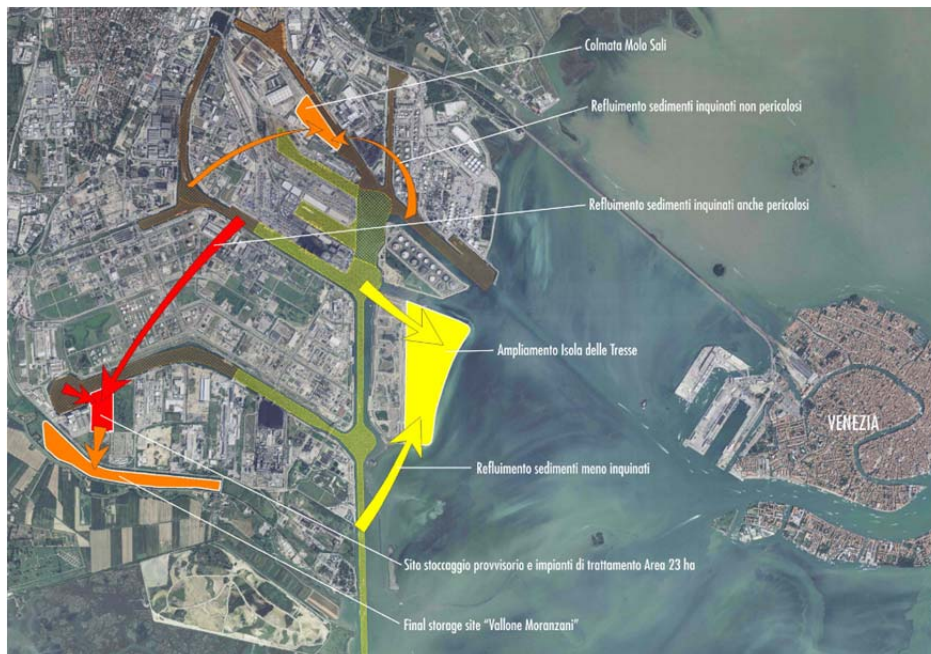 Colmata Molo Sali
Refluimento sedimenti inquinati non pericolosi
Refluimento sedimenti inquinati anche pericolosi
Ampliamento Isola delle Tresse
VENEZIA
Refluimento sedimenti meno inquinati
Sito stoccaggio provvisorio e impianti di trattamento Area 23 ha
Final storage site "Vallone Moranzani"